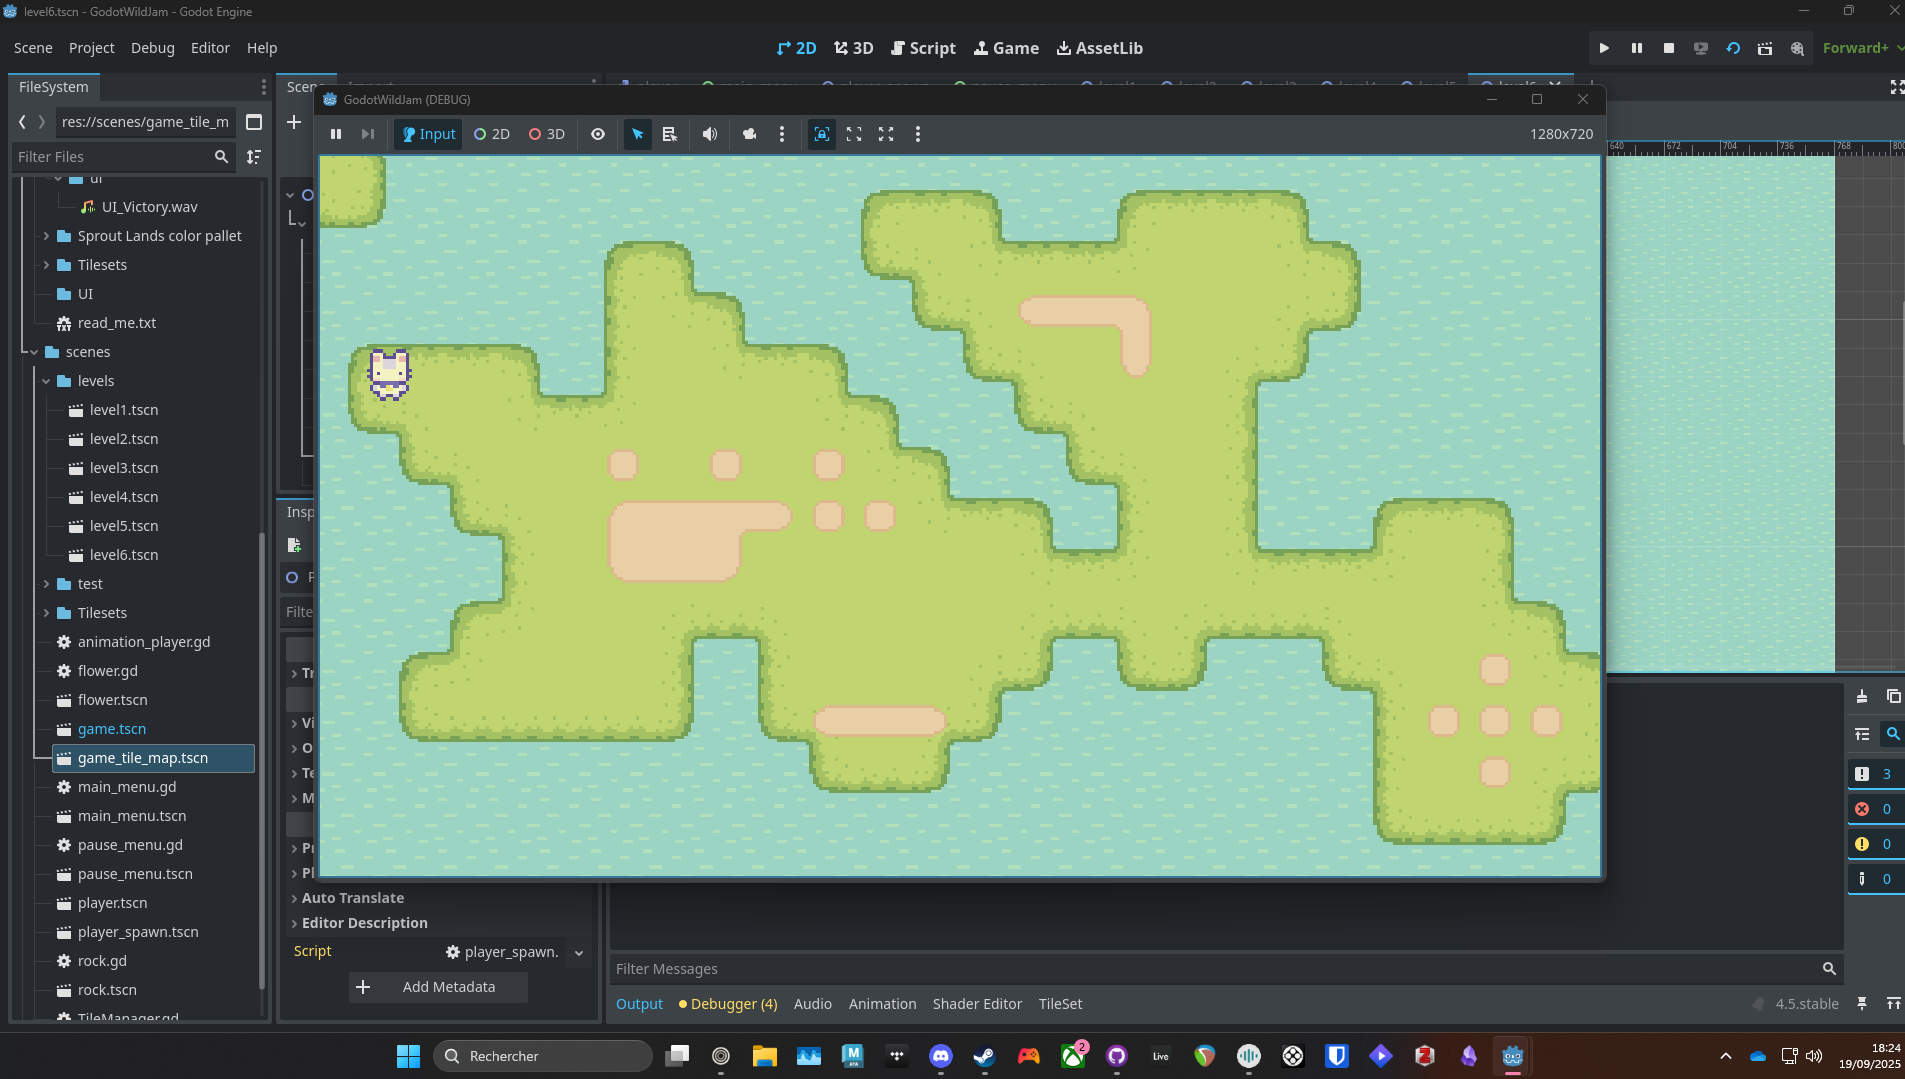 level6.tscn - GodotWildJam - Godot Engine
Scene Project Debug Editor Help
2D 3D Script Game AssetLib
Forward+
FileSystem
Scen
Import
res://scenes/game_tile_m
Filter Files
ui
UI_Victory.wav
Sprout Lands color pallet
Tilesets
UI
read_me.txt
scenes
levels
level1.tscn
level2.tscn
level3.tscn
level4.tscn
level5.tscn
level6.tscn
test
Tilesets
animation_player.gd
flower.gd
flower.tscn
game.tscn
game_tile_map.tscn
main_menu.gd
main_menu.tscn
pause_menu.gd
pause_menu.tscn
player.tscn
player_spawn.tscn
rock.gd
rock.tscn
TileManager.gd
GodotWildJam (DEBUG)
Input 2D 3D
1280x720
640 672 704 736 768 800
Insp
Filte
Tr
Vi
O
Te
M
Pr
Pl
Auto Translate
Editor Description
Script player_spawn.
Add Metadata
3
0
0
0
Filter Messages
Output Debugger (4) Audio Animation Shader Editor TileSet
4.5.stable
Rechercher
2
Live
18:24
19/09/2025